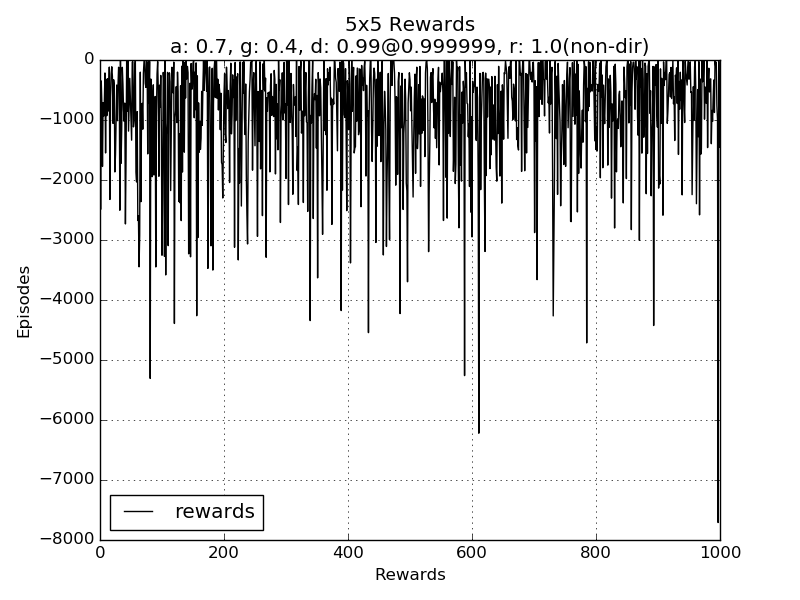 5x5 Rewards
a: 0.7, g: 0.4, d: 0.99@0.999999, r: 1.0(non-dir)
0
−1000
−2000
−3000
−4000
−5000
−6000
−7000
−8000
Episodes
rewards
0 200 400 600 800 1000
Rewards